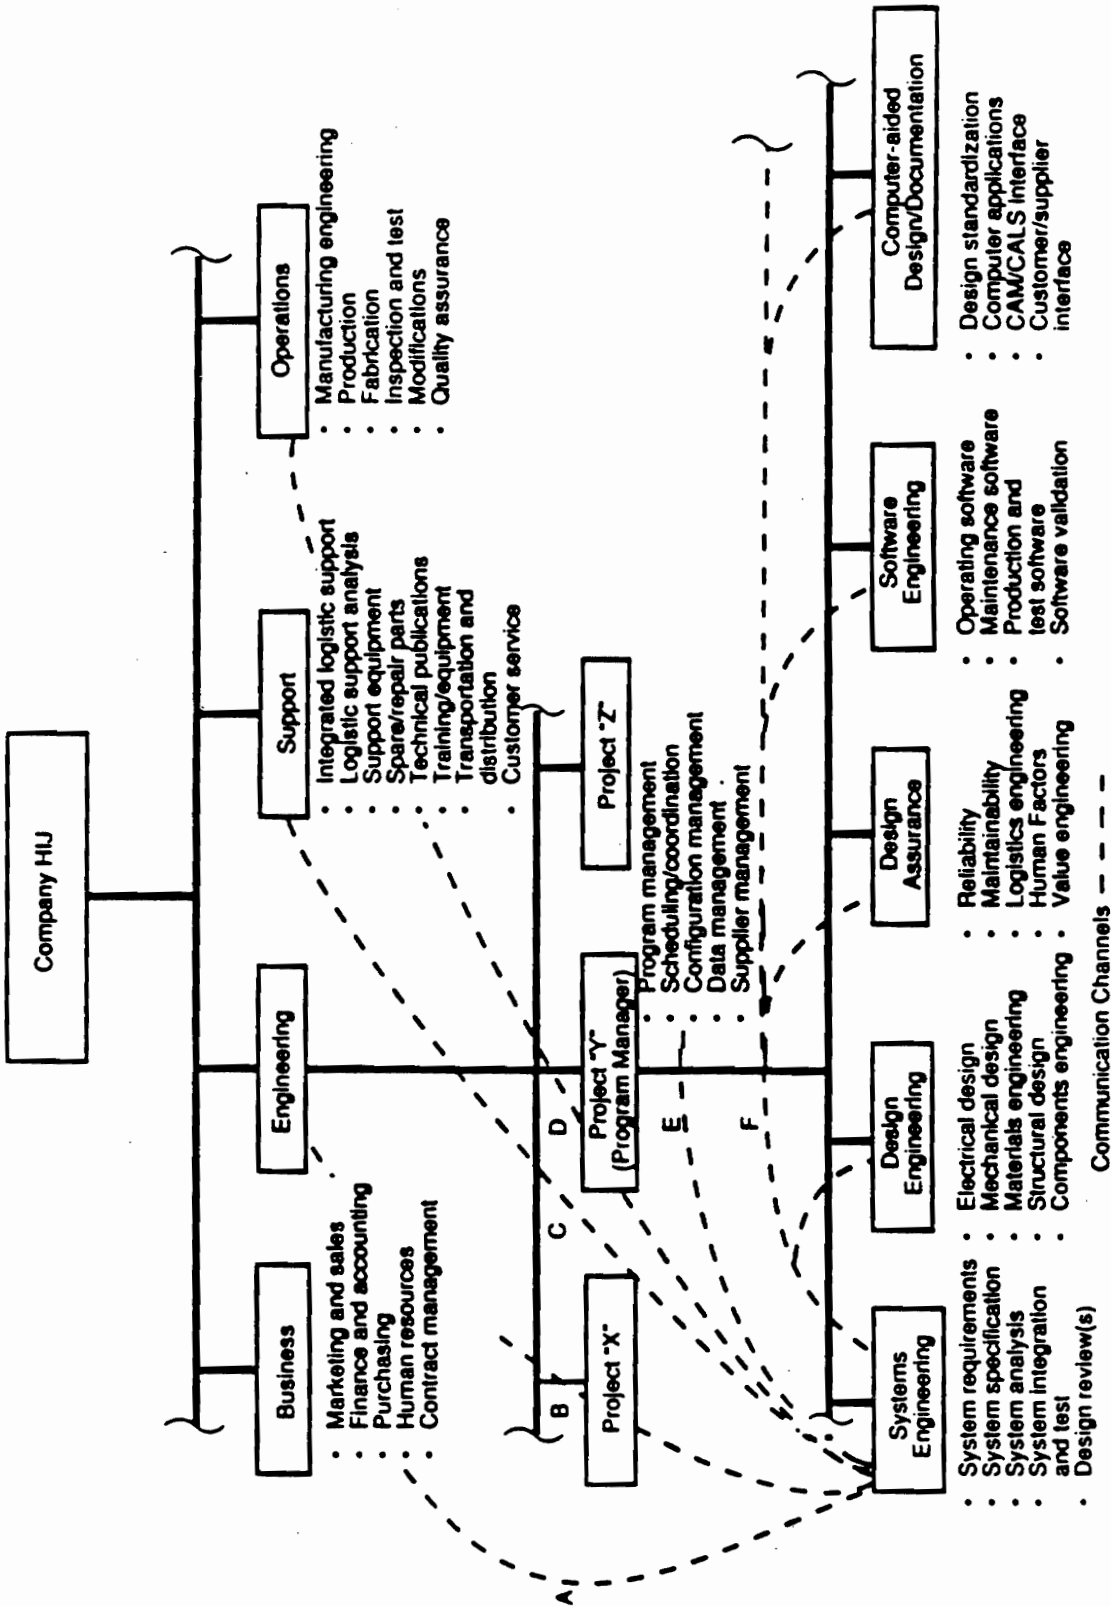 Company HIJ
Business
• Marketing and sales
• Finance and accounting
• Purchasing
• Human resources
• Contract management
Engineering
Support
• Integrated logistic support
• Logistic support analysis
• Support equipment
• Spare/repair parts
• Technical publications
• Training/equipment
• Transportation and
distribution
• Customer service
Operations
• Manufacturing engineering
• Production
• Fabrication
• Inspection and test
• Modifications
• Quality assurance
A
B
C
D
E
F
Project "X"
Project "Y"
(Program Manager)
• Program management
• Scheduling/coordination
• Configuration management
• Data management
• Supplier management
Project "Z"
Systems
Engineering
• System requirements
• System specification
• System analysis
• System integration
and test
• Design review(s)
Design
Engineering
• Electrical design
• Mechanical design
• Materials engineering
• Structural design
• Components engineering
Design
Assurance
• Reliability
• Maintainability
• Logistics engineering
• Human Factors
• Value engineering
Software
Engineering
• Operating software
• Maintenance software
• Production and
test software
• Software validation
Computer-aided
Design/Documentation
• Design standardization
• Computer applications
• CAM/CALS Interface
• Customer/supplier
interface
Communication Channels – – – –